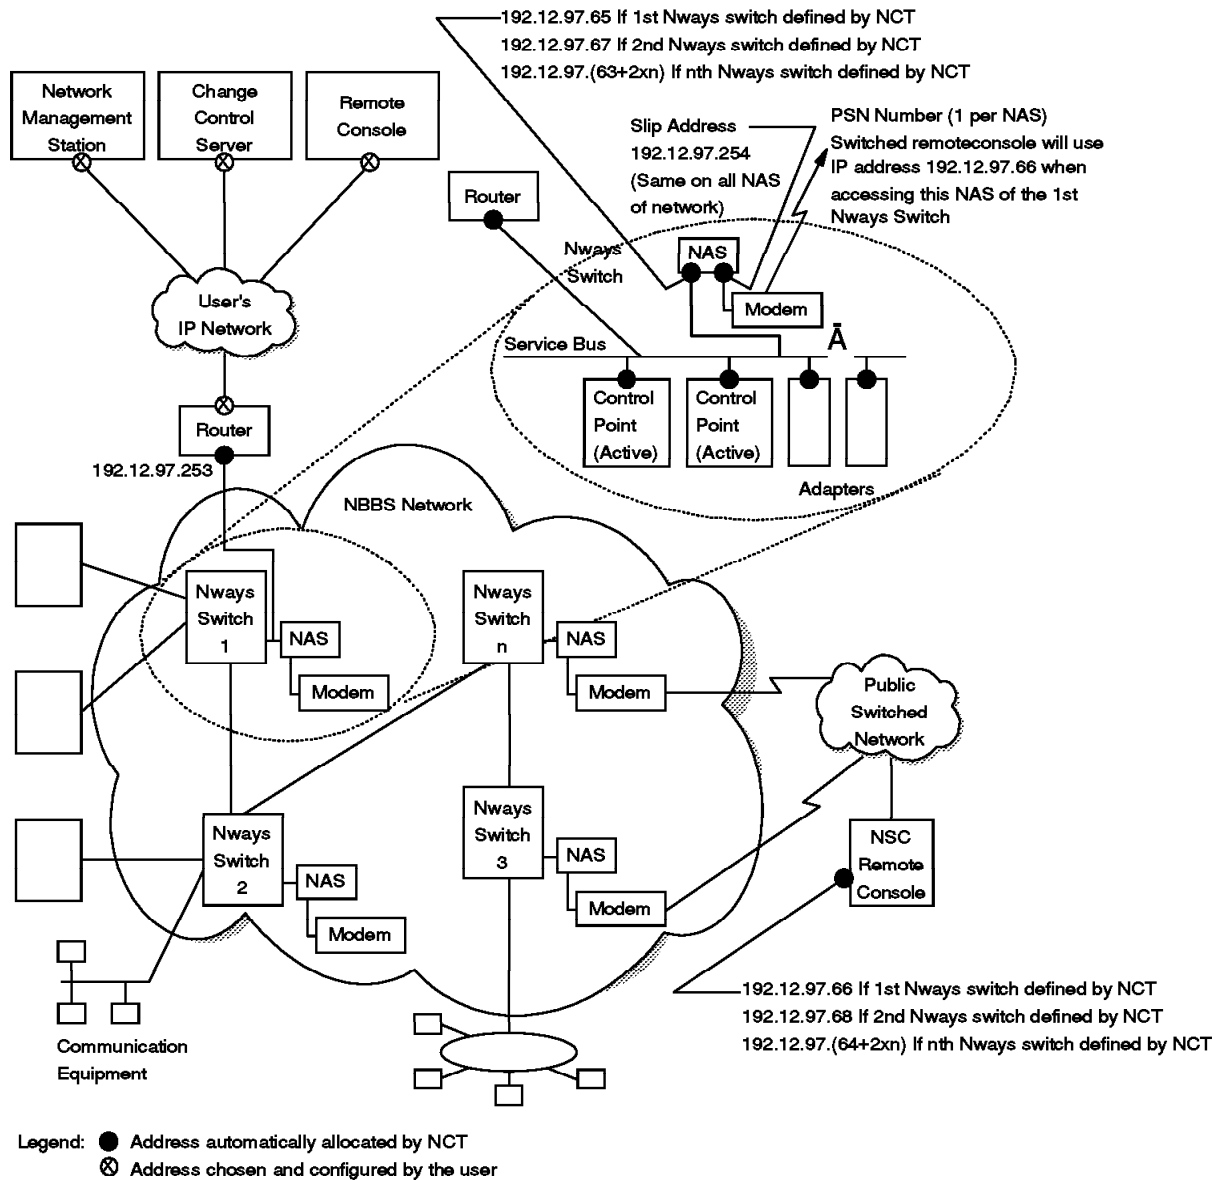 192.12.97.65 If 1st Nways switch defined by NCT
192.12.97.67 If 2nd Nways switch defined by NCT
192.12.97.(63+2xn) If nth Nways switch defined by NCT
Network
Management
Station
Change
Control
Server
Remote
Console
Slip Address
192.12.97.254
(Same on all NAS
of network)
PSN Number (1 per NAS)
Switched remoteconsole will use
IP address 192.12.97.66 when
accessing this NAS of the 1st
Nways Switch
Router
Nways
Switch
NAS
Modem
User's
IP Network
Service Bus
Ā
Control
Point
(Active)
Control
Point
(Active)
Adapters
Router
192.12.97.253
NBBS Network
Nways
Switch
1
NAS
Modem
Nways
Switch
n
NAS
Modem
Public
Switched
Network
Nways
Switch
2
NAS
Modem
Nways
Switch
3
NAS
Modem
NSC
Remote
Console
192.12.97.66 If 1st Nways switch defined by NCT
192.12.97.68 If 2nd Nways switch defined by NCT
192.12.97.(64+2xn) If nth Nways switch defined by NCT
Communication
Equipment
Legend:
Address automatically allocated by NCT
Address chosen and configured by the user